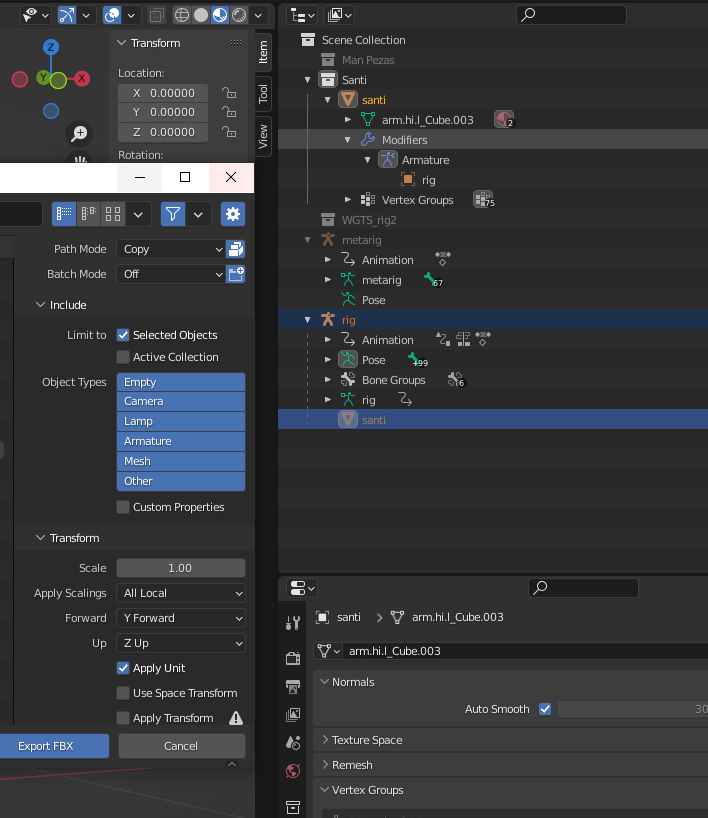 Z
Y
X
Transform
Location:
X 0.00000
Y 0.00000
Z 0.00000
Rotation:
Item
Tool
View
Path Mode Copy
Batch Mode Off
Include
Limit to Selected Objects
Active Collection
Object Types Empty
Camera
Lamp
Armature
Mesh
Other
Custom Properties
Transform
Scale 1.00
Apply Scalings All Local
Forward Y Forward
Up Z Up
Apply Unit
Use Space Transform
Apply Transform
Export FBX Cancel
Scene Collection
Man Pezas
Santi
santi
arm.hi.l_Cube.003 2
Modifiers
Armature
rig
Vertex Groups 75
WGTS_rig2
metarig
Animation
metarig 67
Pose
rig
Animation
Pose +99
Bone Groups 6
rig
santi
santi > arm.hi.l_Cube.003
arm.hi.l_Cube.003
Normals
Auto Smooth 30
Texture Space
Remesh
Vertex Groups